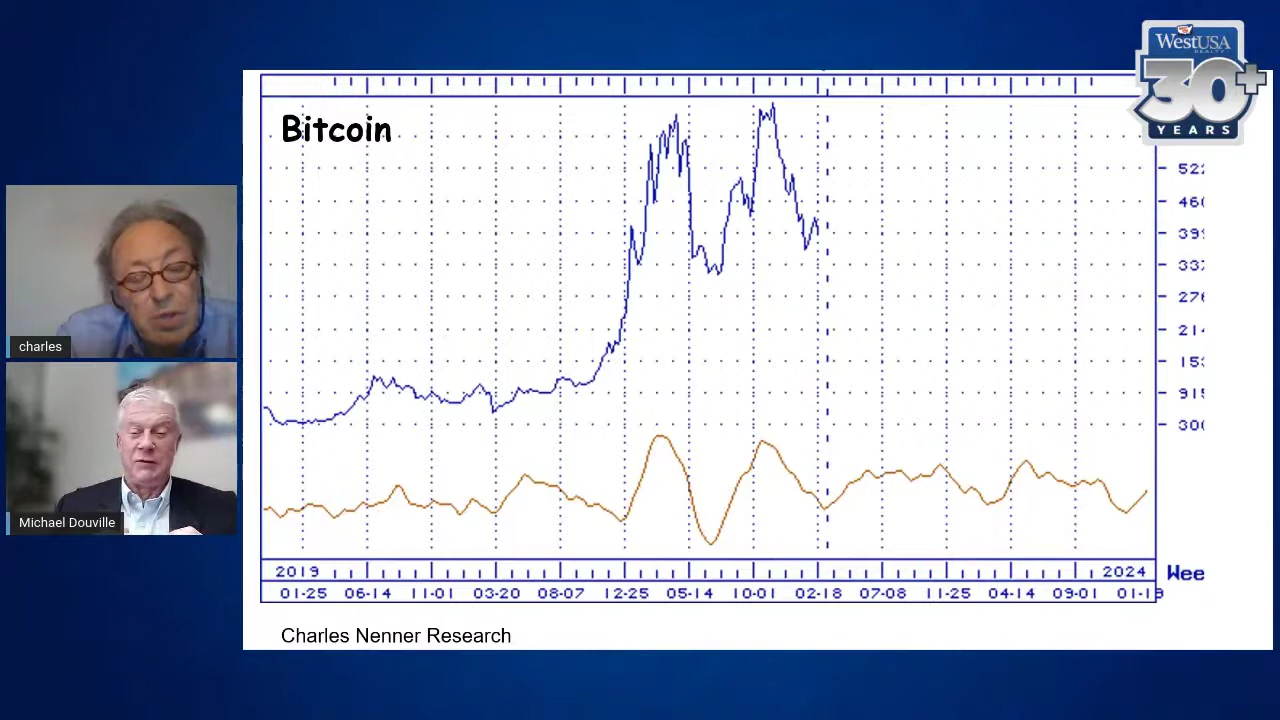 WestUSA
REALTY
30+
YEARS
Bitcoin
charles
Michael Douville
2019
2024
Wee
01-25 06-14 11-01 03-20 08-07 12-25 05-14 10-01 02-18 07-08 11-25 04-14 09-01
Charles Nenner Research